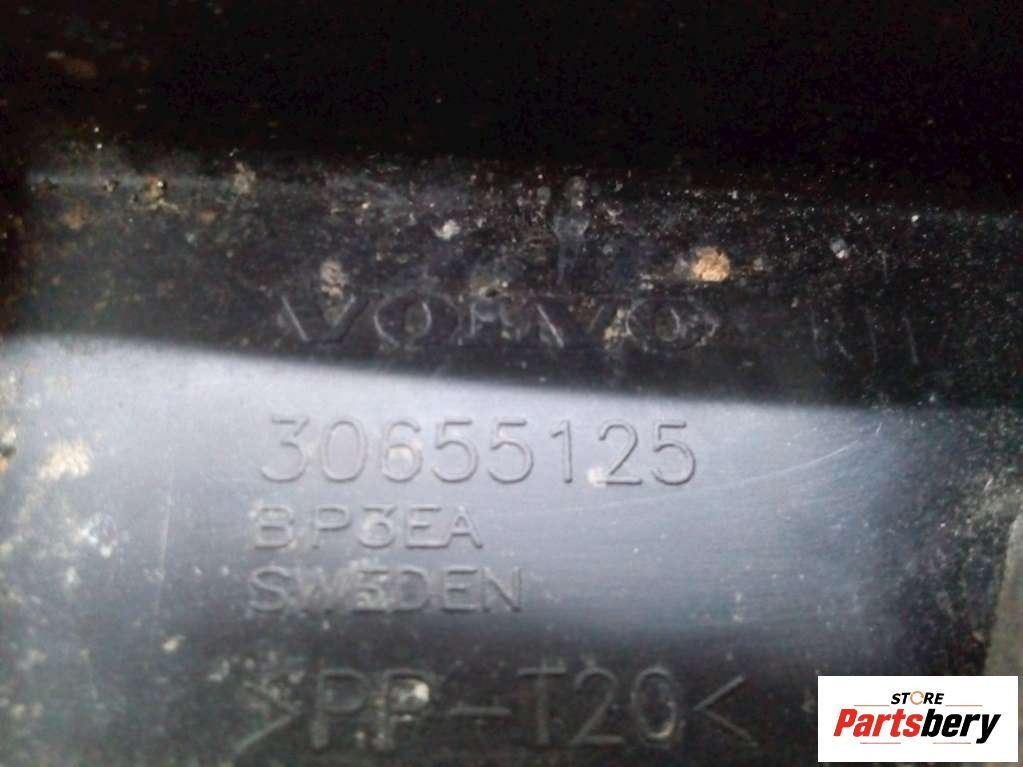 VOLVO
30655125
BP3EA
SWEDEN
>PP-T20<
STORE
Partsbery